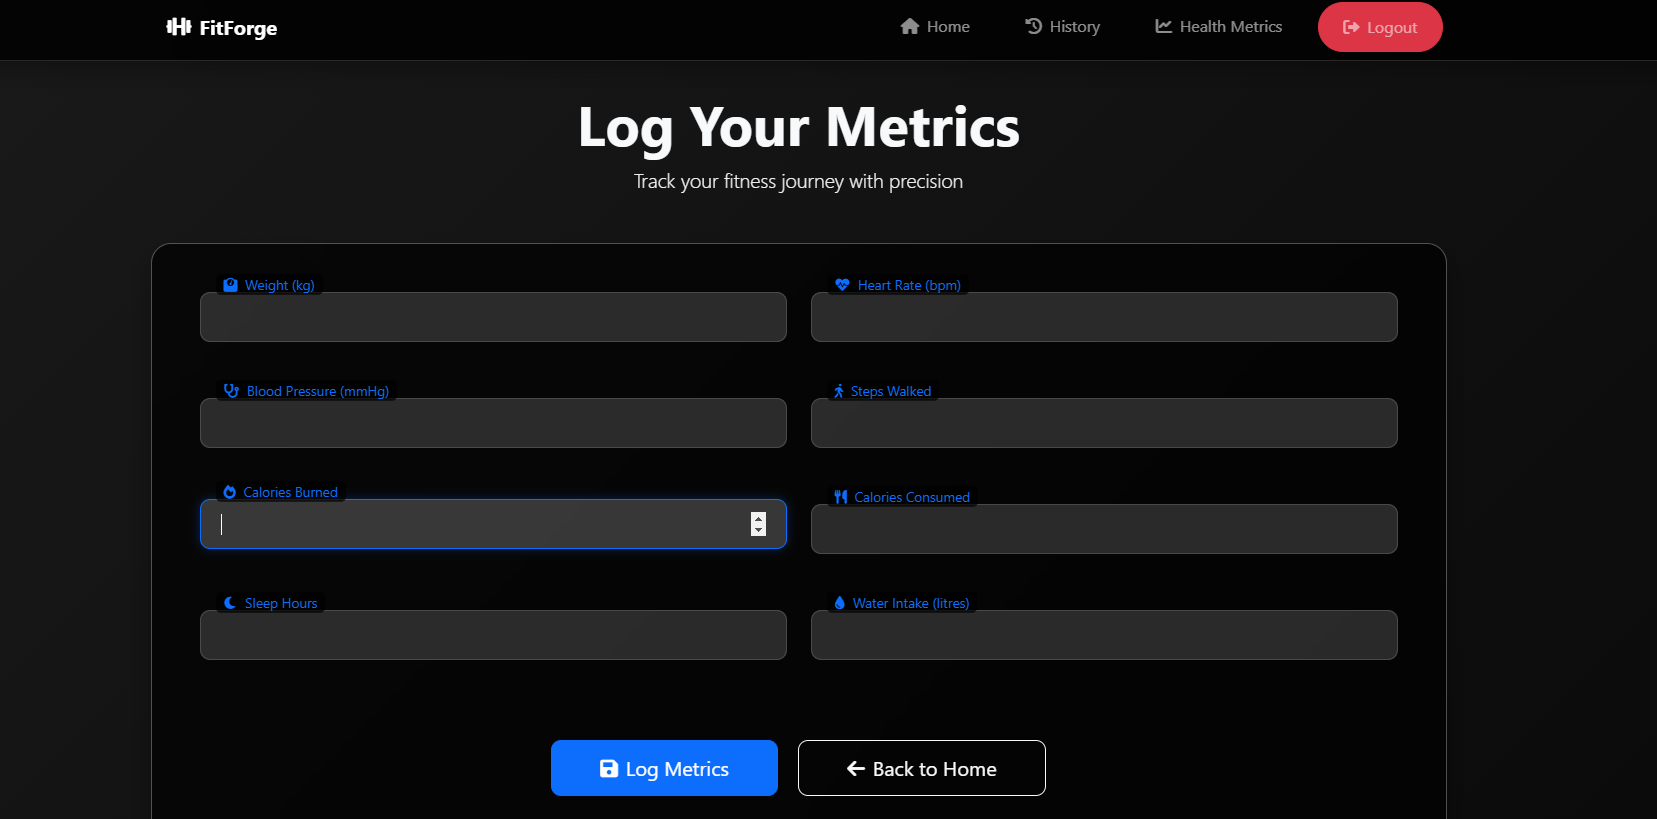 FitForge
Home
History
Health Metrics
Logout
Log Your Metrics
Track your fitness journey with precision
Weight (kg)
Heart Rate (bpm)
Blood Pressure (mmHg)
Steps Walked
Calories Burned
Calories Consumed
Sleep Hours
Water Intake (litres)
Log Metrics
Back to Home